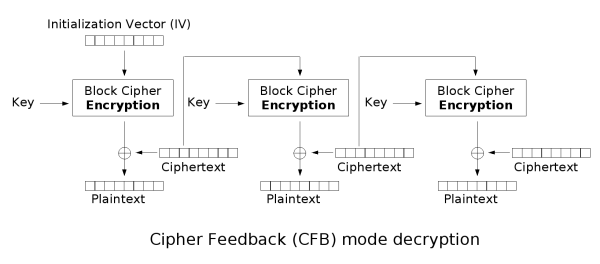 Initialization Vector (IV)
Block Cipher
Encryption
Key
Block Cipher
Encryption
Key
Block Cipher
Encryption
Key
Ciphertext
Ciphertext
Ciphertext
Plaintext
Plaintext
Plaintext
Cipher Feedback (CFB) mode decryption